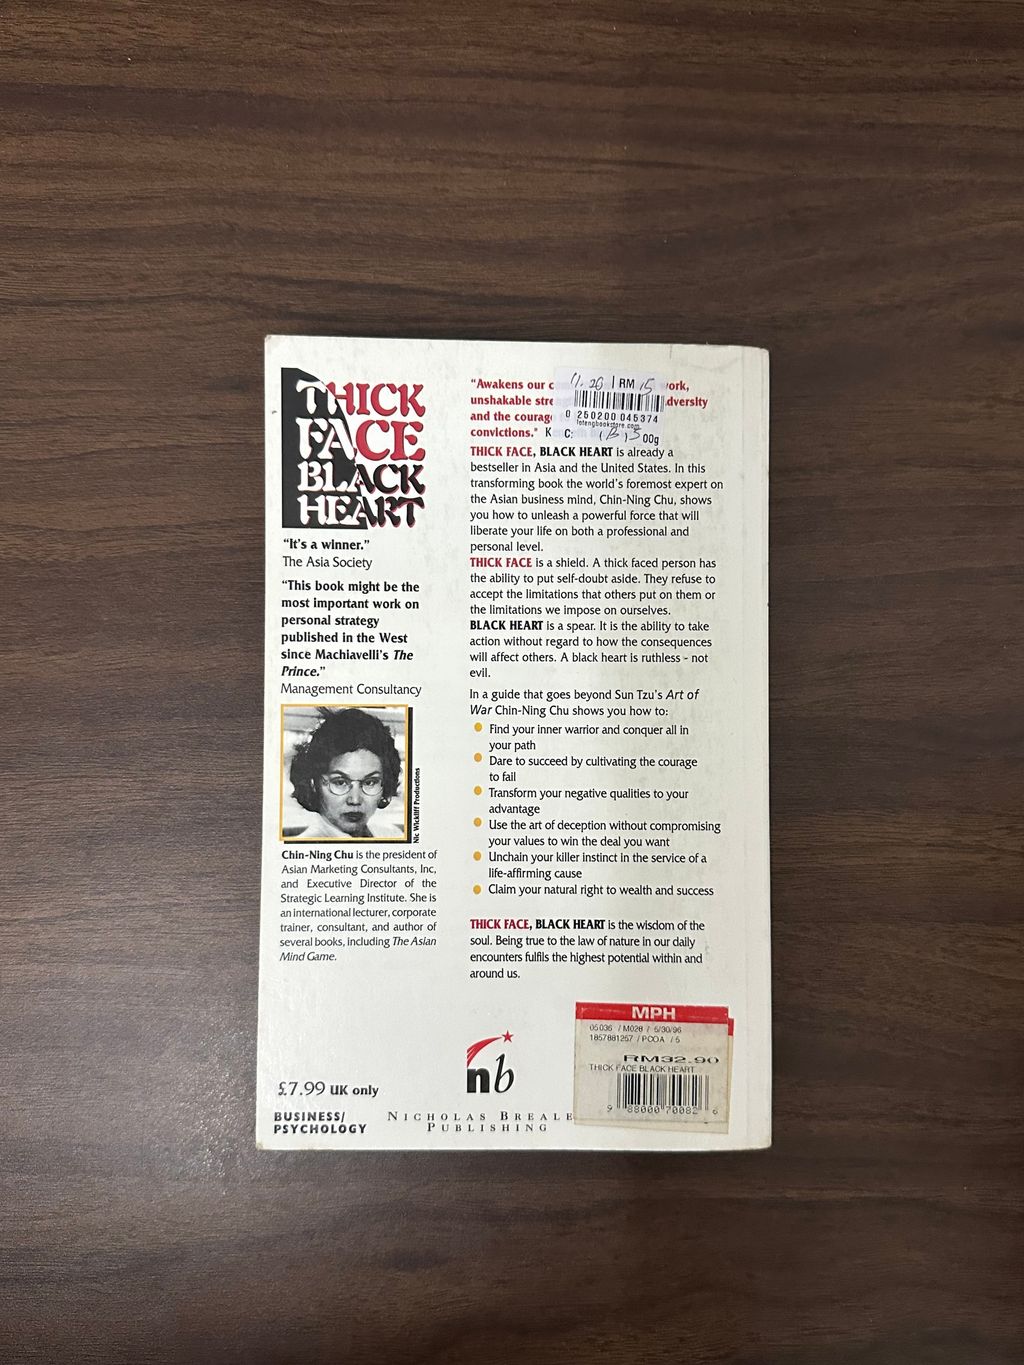 THICK
FACE
BLACK
HEART
“It's a winner.”
The Asia Society
“This book might be the
most important work on
personal strategy
published in the West
since Machiavelli's The
Prince.”
Management Consultancy
Nic Wickliff Productions
Chin-Ning Chu is the president of
Asian Marketing Consultants, Inc,
and Executive Director of the
Strategic Learning Institute. She is
an international lecturer, corporate
trainer, consultant, and author of
several books, including The Asian
Mind Game.
£7.99 UK only
BUSINESS/
PSYCHOLOGY
"Awakens our
unshakable
and the
convictions."
RM 15
0 250200 045374
fotengbookstore.com
C:
00g
THICK FACE, BLACK HEART is already a
bestseller in Asia and the United States. In this
transforming book the world's foremost expert on
the Asian business mind, Chin-Ning Chu, shows
you how to unleash a powerful force that will
liberate your life on both a professional and
personal level.
THICK FACE is a shield. A thick faced person has
the ability to put self-doubt aside. They refuse to
accept the limitations that others put on them or
the limitations we impose on ourselves.
BLACK HEART is a spear. It is the ability to take
action without regard to how the consequences
will affect others. A black heart is ruthless - not
evil.
In a guide that goes beyond Sun Tzu's Art of
War Chin-Ning Chu shows you how to:
Find your inner warrior and conquer all in
your path
Dare to succeed by cultivating the courage
to fail
Transform your negative qualities to your
advantage
Use the art of deception without compromising
your values to win the deal you want
Unchain your killer instinct in the service of a
life-affirming cause
Claim your natural right to wealth and success
THICK FACE, BLACK HEART is the wisdom of the
soul. Being true to the law of nature in our daily
encounters fulfils the highest potential within and
around us.
nb
NICHOLAS BREALE
PUBLISHING
MPH
05036 / M028 / 5/30/96
1857881257 / PCOA / 5
RM32.90
THICK FACE BLACK HEART
9 88000 70082 6